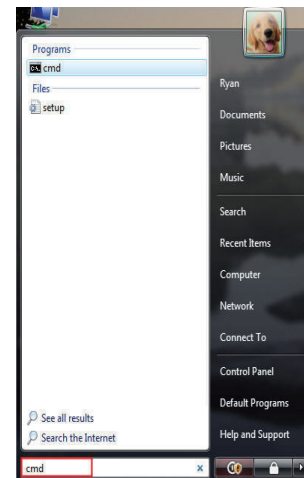 Programs
cmd
Files
setup
See all results
Search the Internet
cmd
Ryan
Documents
Pictures
Music
Search
Recent Items
Computer
Network
Connect To
Control Panel
Default Programs
Help and Support